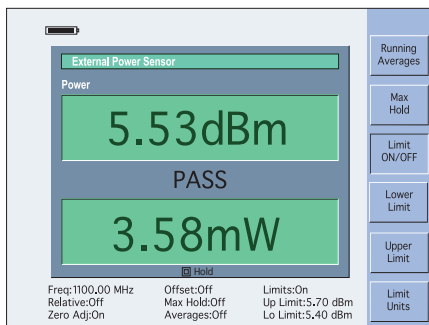 External Power Sensor
Power
5.53dBm
PASS
3.58mW
Hold
Freq:1100.00 MHz Offset:Off Limits:On
Relative:Off Max Hold:Off Up Limit:5.70 dBm
Zero Adj:On Averages:Off Lo Limit:5.40 dBm
Running
Averages
Max
Hold
Limit
ON/OFF
Lower
Limit
Upper
Limit
Limit
Units